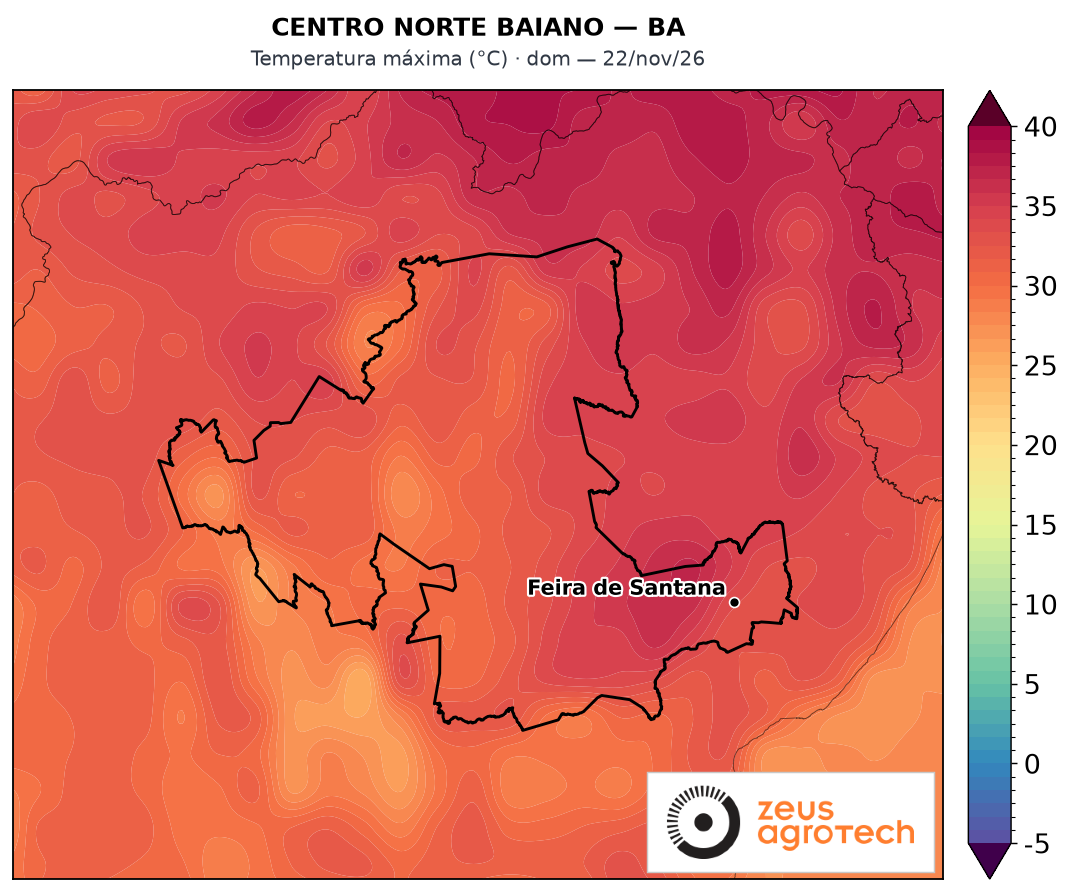 CENTRO NORTE BAIANO — BA
Temperatura máxima (°C) · dom — 22/nov/26
40
35
30
25
20
15
10
5
0
-5
Feira de Santana
zeus
agrotech